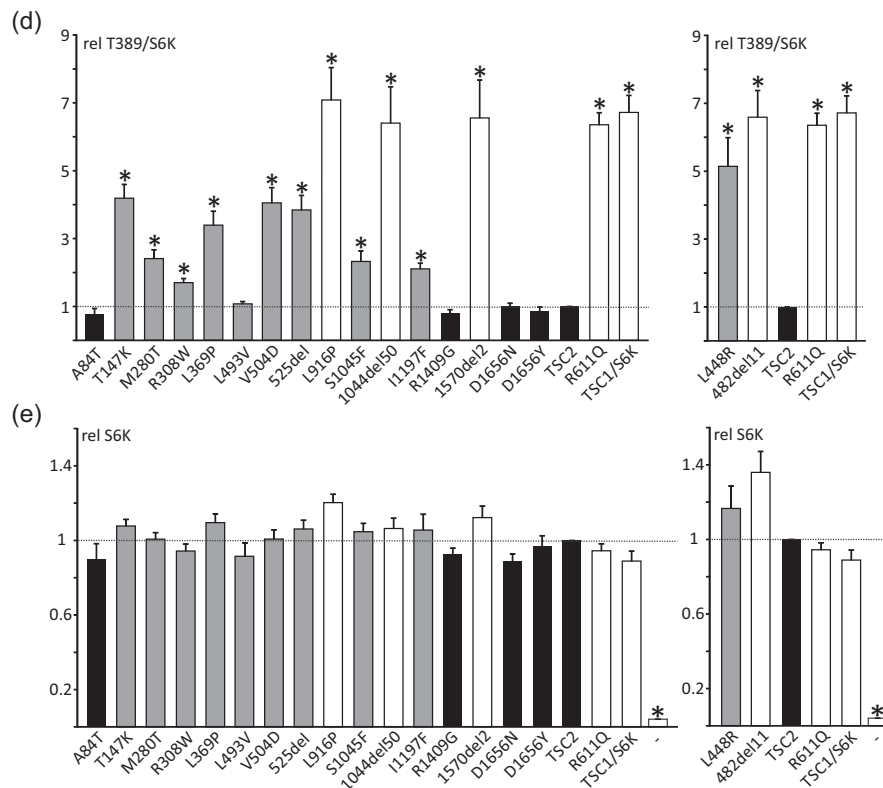 (d)
rel T389/S6K
9
7
5
3
1
* * * * * * * * * * * * *
A84T T147K M280T R308W L369P L493V V504D 525del L916P S1045F 1044del50 I1197F R1409G 1570del2 D1656N D1656Y TSC2 R611Q TSC1/S6K
rel T389/S6K
9
7
5
3
1
* * * *
L448R 482del11 TSC2 R611Q TSC1/S6K
(e)
rel S6K
1.4
1
0.6
0.2
*
A84T T147K M280T R308W L369P L493V V504D 525del L916P S1045F 1044del50 I1197F R1409G 1570del2 D1656N D1656Y TSC2 R611Q TSC1/S6K -
rel S6K
1.4
1
0.6
0.2
*
L448R 482del11 TSC2 R611Q TSC1/S6K -